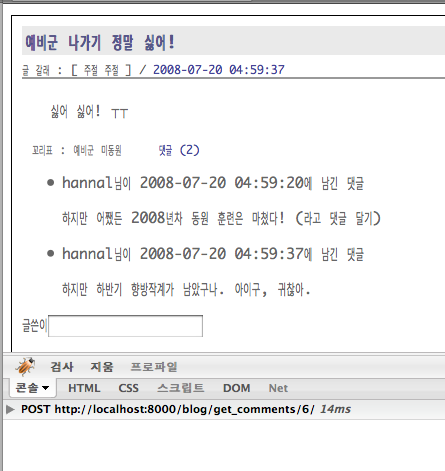 예비군 나가기 정말 싫어!
글 갈래 : [ 주절 주절 ] / 2008-07-20 04:59:37
싫어 싫어! ㅜㅜ
꼬리표 : 예비군 미동원 댓글 (2)
hannal님이 2008-07-20 04:59:20에 남긴 댓글
하지만 어쨌든 2008년차 동원 훈련은 마쳤다! (라고 댓글 달기)
hannal님이 2008-07-20 04:59:37에 남긴 댓글
하지만 하반기 향방작계가 남았구나. 아이구, 귀찮아.
글쓴이
검사 지움 프로파일
콘솔 HTML CSS 스크립트 DOM Net
POST http://localhost:8000/blog/get_comments/6/ 14ms